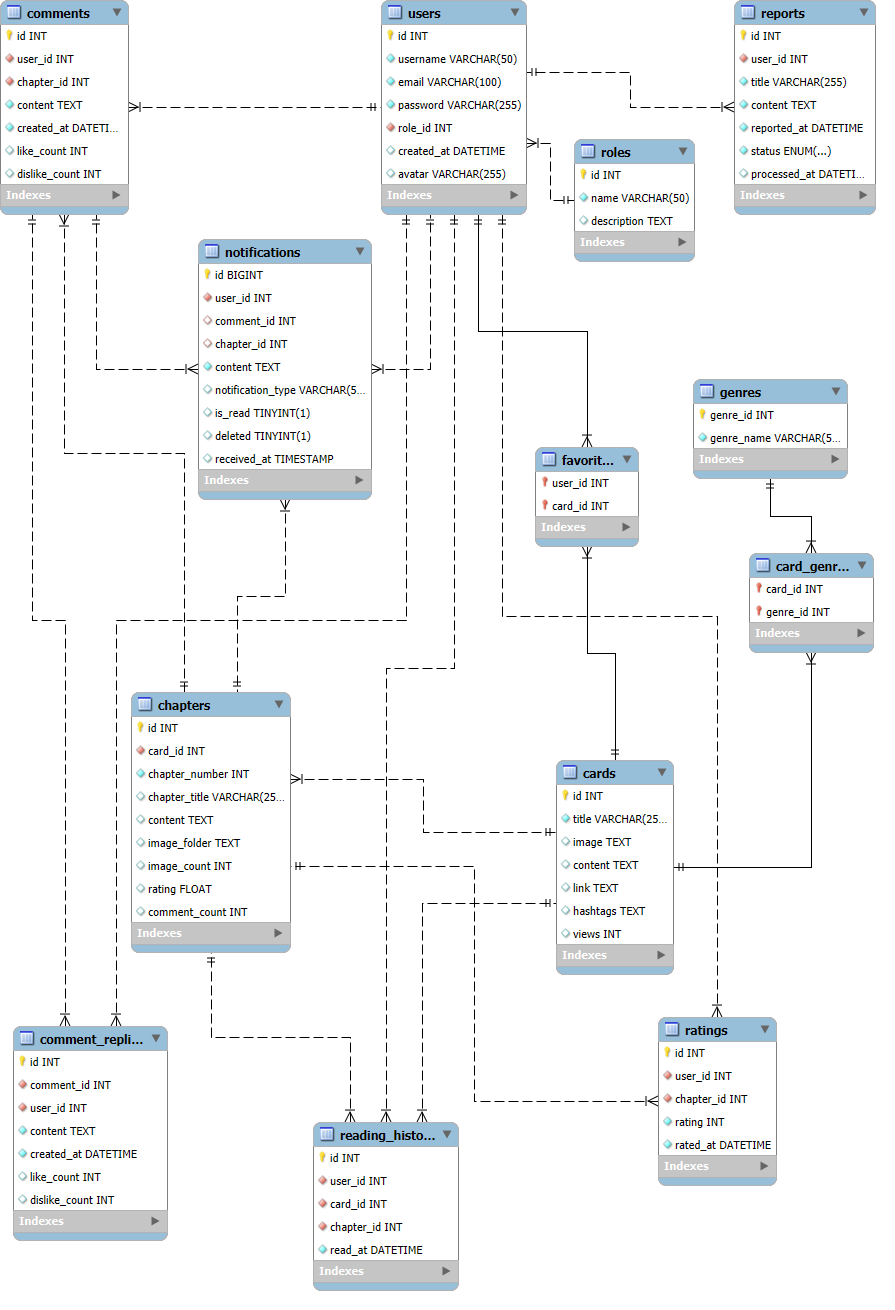 comments
id INT
user_id INT
chapter_id INT
content TEXT
created_at DATETI...
like_count INT
dislike_count INT
Indexes
users
id INT
username VARCHAR(50)
email VARCHAR(100)
password VARCHAR(255)
role_id INT
created_at DATETIME
avatar VARCHAR(255)
Indexes
reports
id INT
user_id INT
title VARCHAR(255)
content TEXT
reported_at DATETIME
status ENUM(...)
processed_at DATETI...
Indexes
roles
id INT
name VARCHAR(50)
description TEXT
Indexes
notifications
id BIGINT
user_id INT
comment_id INT
chapter_id INT
content TEXT
notification_type VARCHAR(5...
is_read TINYINT(1)
deleted TINYINT(1)
received_at TIMESTAMP
Indexes
genres
genre_id INT
genre_name VARCHAR(5...
Indexes
favorit...
user_id INT
card_id INT
Indexes
card_genr...
card_id INT
genre_id INT
Indexes
chapters
id INT
card_id INT
chapter_number INT
chapter_title VARCHAR(25...
content TEXT
image_folder TEXT
image_count INT
rating FLOAT
comment_count INT
Indexes
cards
id INT
title VARCHAR(25...
image TEXT
content TEXT
link TEXT
hashtags TEXT
views INT
Indexes
comment_repli...
id INT
comment_id INT
user_id INT
content TEXT
created_at DATETIME
like_count INT
dislike_count INT
Indexes
ratings
id INT
user_id INT
chapter_id INT
rating INT
rated_at DATETIME
Indexes
reading_histo...
id INT
user_id INT
card_id INT
chapter_id INT
read_at DATETIME
Indexes